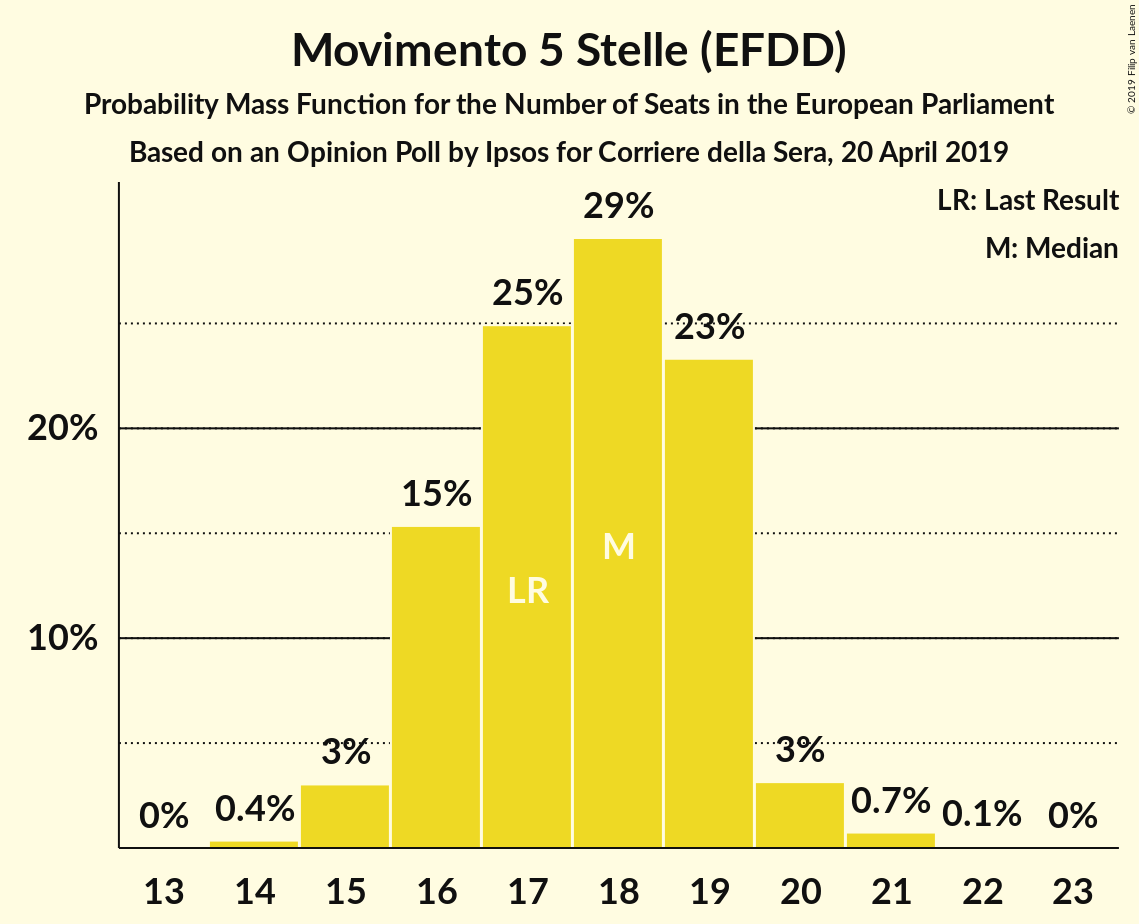 Movimento 5 Stelle (EFDD)
Probability Mass Function for the Number of Seats in the European Parliament
Based on an Opinion Poll by Ipsos for Corriere della Sera, 20 April 2019
© 2019 Filip van Laenen
LR: Last Result
M: Median
29%
25%
23%
20%
15%
M
LR
10%
3%
3%
0%
0.4%
0.7%
0.1%
0%
13 14 15 16 17 18 19 20 21 22 23